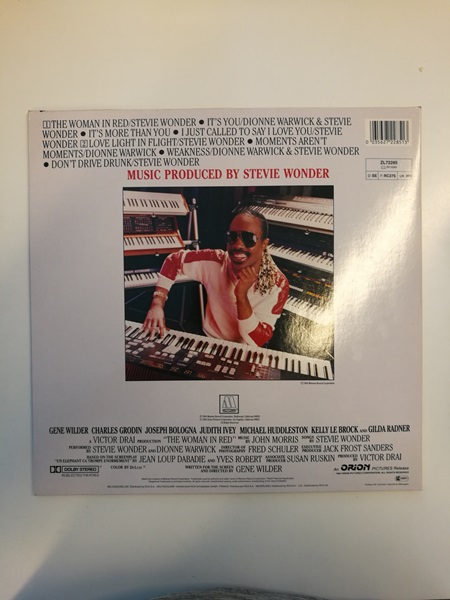 1 THE WOMAN IN RED/STEVIE WONDER ● IT'S YOU/DIONNE WARWICK & STEVIE
WONDER ● IT'S MORE THAN YOU ● I JUST CALLED TO SAY I LOVE YOU/STEVIE
WONDER 2 LOVE LIGHT IN FLIGHT/STEVIE WONDER ● MOMENTS AREN'T
MOMENTS/DIONNE WARWICK ● WEAKNESS/DIONNE WARWICK & STEVIE WONDER
● DON'T DRIVE DRUNK/STEVIE WONDER
MUSIC PRODUCED BY STEVIE WONDER
ZL72285
GENE WILDER CHARLES GRODIN JOSEPH BOLOGNA JUDITH IVEY MICHAEL HUDDLESTON KELLY LE BROCK AND GILDA RADNER
A VICTOR DRAI PRODUCTION "THE WOMAN IN RED" MUSIC BY JOHN MORRIS SONGS BY STEVIE WONDER
PERFORMED BY STEVIE WONDER AND DIONNE WARWICK DIRECTOR OF PHOTOGRAPHY FRED SCHULER EXECUTIVE PRODUCER JACK FROST SANDERS
BASED ON THE SCREENPLAY "UN ELEPHANT CA TROMPE ENORMEMENT" BY JEAN LOUP DABADIE AND YVES ROBERT ASSOCIATE PRODUCER SUSAN RUSKIN PRODUCED BY VICTOR DRAI
DOLBY STEREO COLOR BY DeLuxe WRITTEN FOR THE SCREEN AND DIRECTED BY GENE WILDER An ORION PICTURES Release